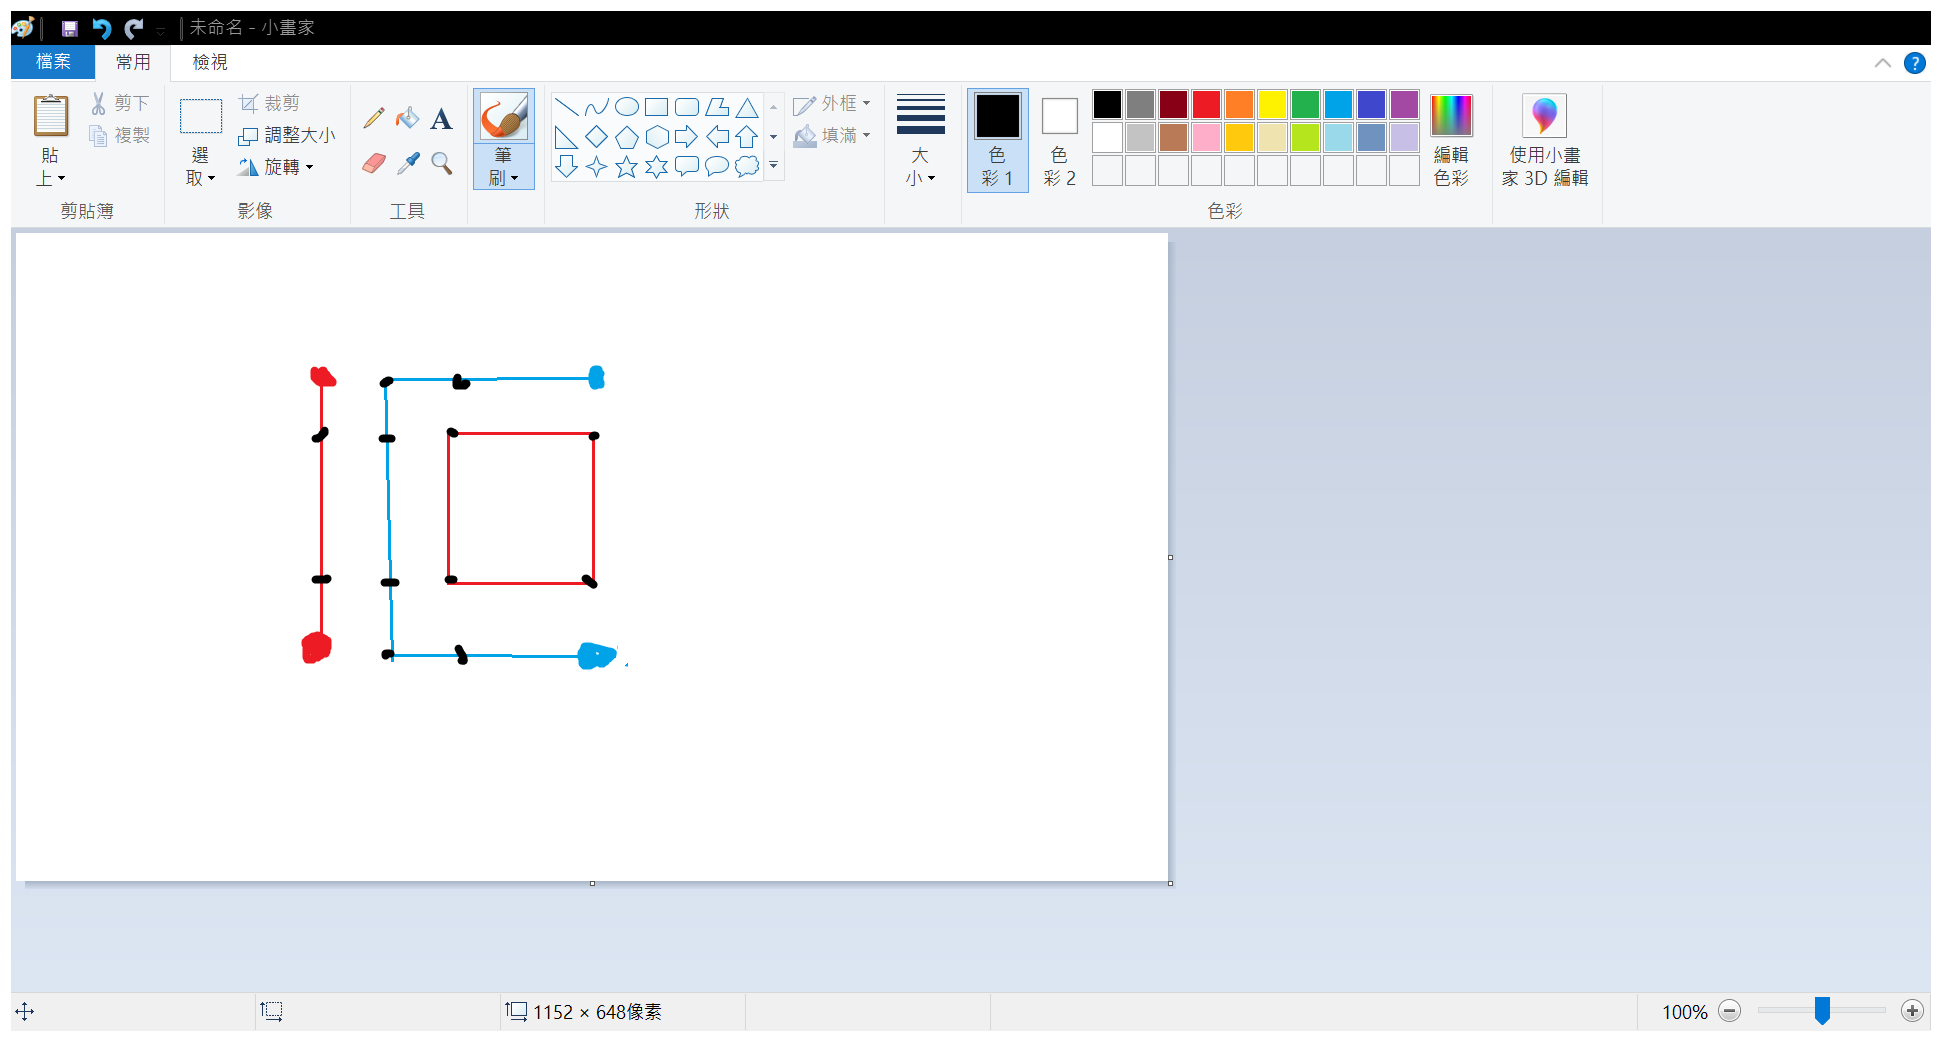 未命名 - 小畫家
檔案 常用 檢視
貼上
剪下
複製
剪貼簿
選取
裁剪
調整大小
旋轉
影像
A
工具
筆刷
外框
填滿
形狀
大小
色彩 1
色彩 2
編輯色彩
色彩
使用小畫家 3D 編輯
?
1152 × 648像素
100%